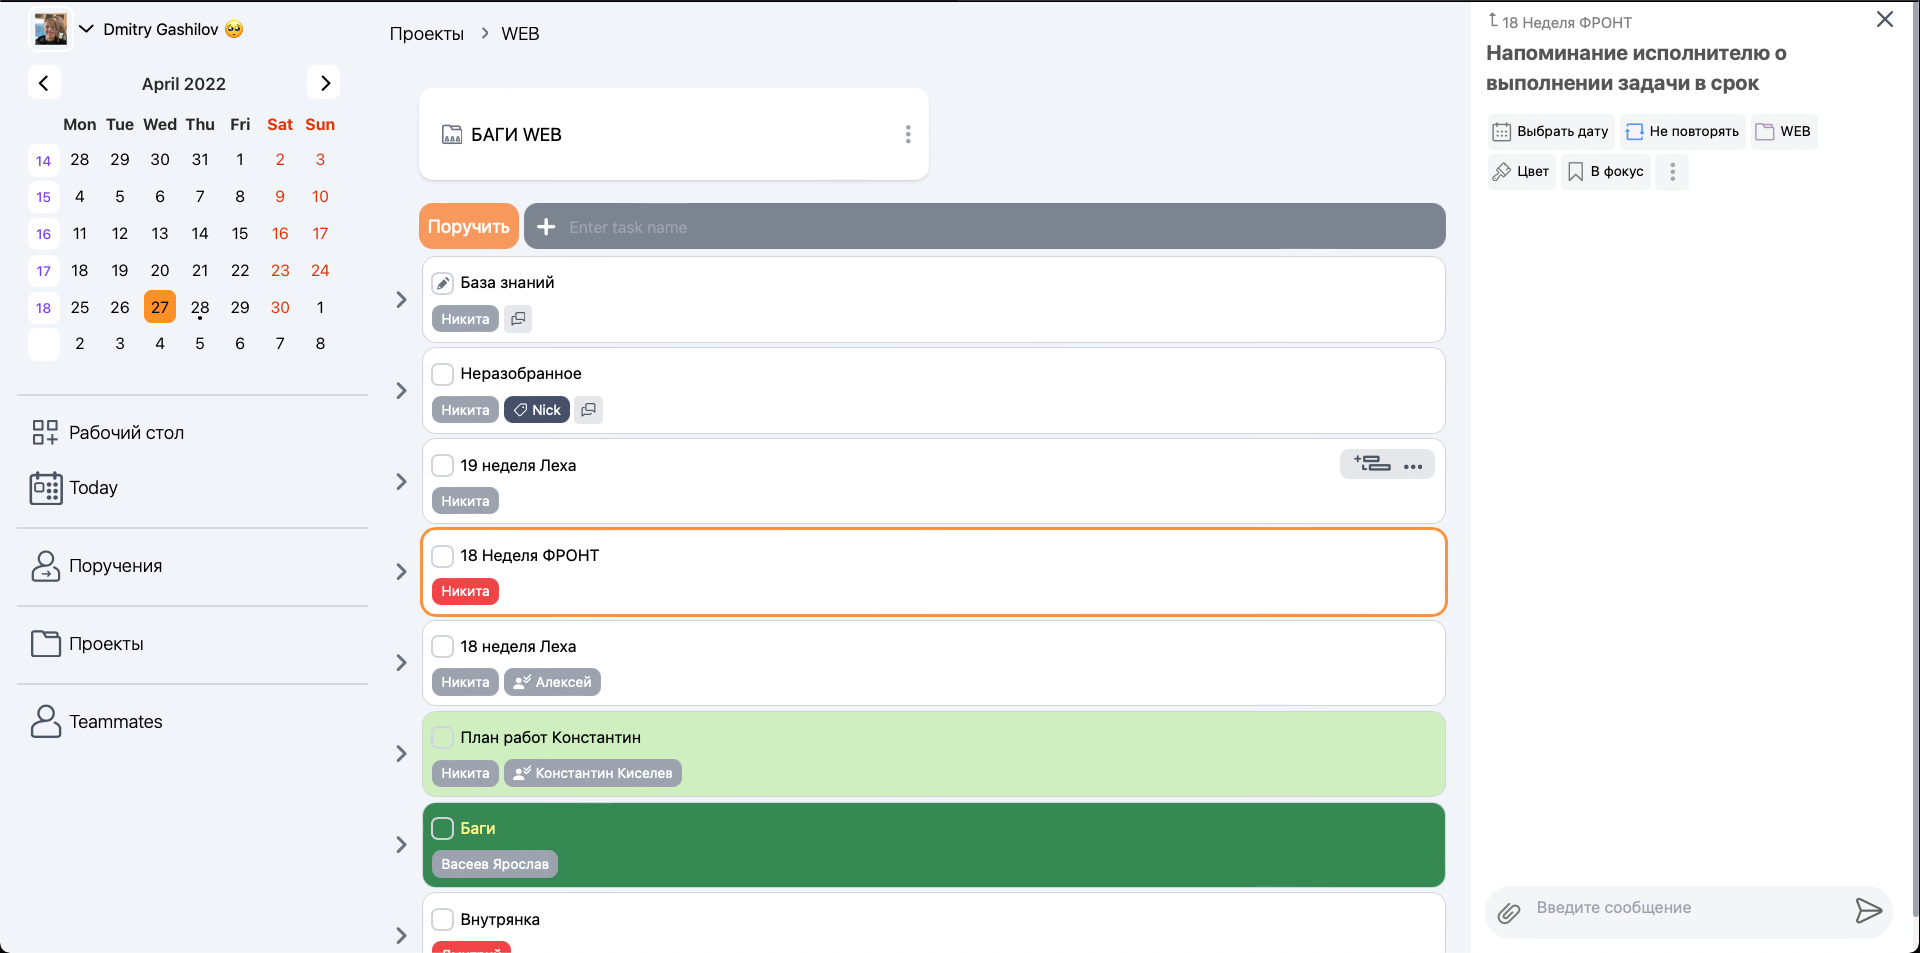 Dmitry Gashilov 🥺
April 2022
Mon Tue Wed Thu Fri Sat Sun
14 28 29 30 31 1 2 3
15 4 5 6 7 8 9 10
16 11 12 13 14 15 16 17
17 18 19 20 21 22 23 24
18 25 26 27 28 29 30 1
2 3 4 5 6 7 8
Рабочий стол
Today
Поручения
Проекты
Teammates
Проекты > WEB
БАГИ WEB
Поручить
Enter task name
База знаний
Никита
Неразобранное
Никита Nick
19 неделя Леха
Никита
18 Неделя ФРОНТ
Никита
18 неделя Леха
Никита Алексей
План работ Константин
Никита Константин Киселев
Баги
Васеев Ярослав
Внутрянка
18 Неделя ФРОНТ
Напоминание исполнителю о
выполнении задачи в срок
Выбрать дату Не повторять WEB
Цвет В фокус
Введите сообщение